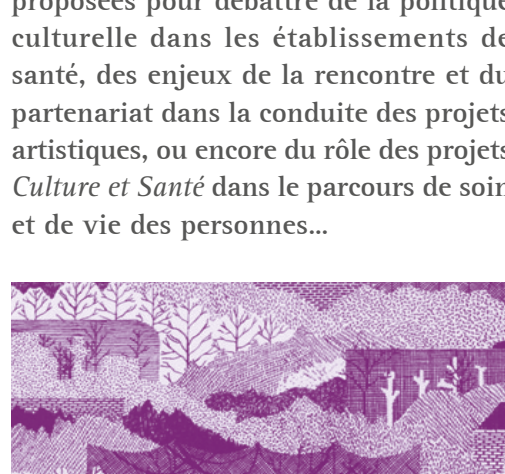 proposées pour débattre de la politique
culturelle dans les établissements de
santé, des enjeux de la rencontre et du
partenariat dans la conduite des projets
artistiques, ou encore du rôle des projets
Culture et Santé dans le parcours de soin
et de vie des personnes...